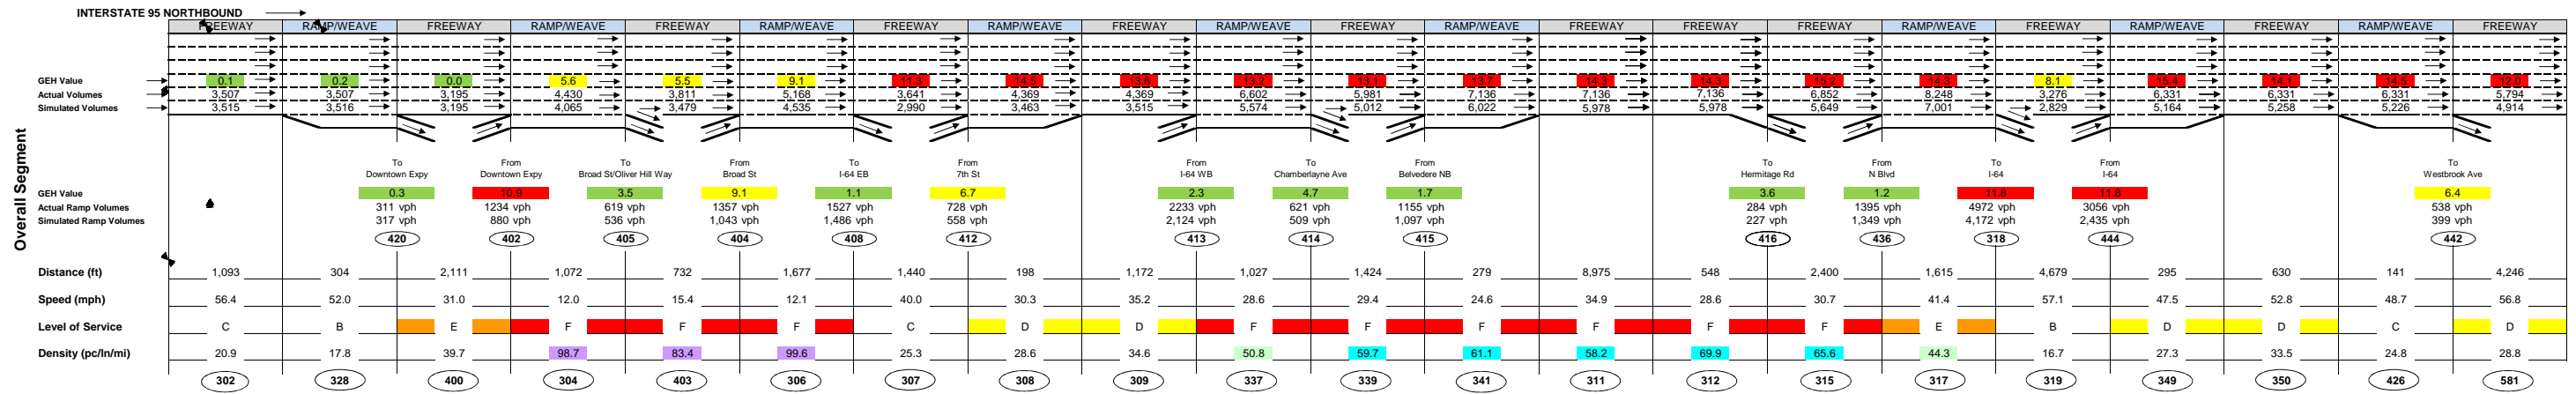 INTERSTATE 95 NORTHBOUND
FREEWAY RAMP/WEAVE FREEWAY RAMP/WEAVE FREEWAY RAMP/WEAVE FREEWAY RAMP/WEAVE FREEWAY RAMP/WEAVE FREEWAY RAMP/WEAVE FREEWAY FREEWAY FREEWAY RAMP/WEAVE FREEWAY RAMP/WEAVE FREEWAY RAMP/WEAVE FREEWAY
GEH Value 0.1 0.2 0.0 5.6 5.5 9.1 11.3 14.5 13.6 13.2 13.1 13.7 14.3 14.3 15.2 14.3 8.1 15.4 14.1 14.5 12.0
Actual Volumes 3,507 3,507 3,195 4,430 3,811 5,168 3,641 4,369 4,369 6,602 5,981 7,136 7,136 7,136 6,852 8,248 3,276 6,331 6,331 6,331 5,794
Simulated Volumes 3,515 3,516 3,195 4,065 3,479 4,535 2,990 3,463 3,515 5,574 5,012 6,022 5,978 5,978 5,649 7,001 2,829 5,164 5,258 5,226 4,914
Overall Segment
To From To From To From From To From To From To From To
Downtown Expy Downtown Expy Broad St/Oliver Hill Way Broad St I-64 EB 7th St I-64 WB Chamberlayne Ave Belvedere NB Hermitage Rd N Blvd I-64 I-64 Westbrook Ave
GEH Value 0.3 10.9 3.5 9.1 1.1 6.7 2.3 4.7 1.7 3.6 1.2 11.8 11.8 6.4
Actual Ramp Volumes 311 vph 1234 vph 619 vph 1357 vph 1527 vph 728 vph 2233 vph 621 vph 1155 vph 284 vph 1395 vph 4972 vph 3056 vph 538 vph
Simulated Ramp Volumes 317 vph 880 vph 536 vph 1,043 vph 1,486 vph 558 vph 2,124 vph 509 vph 1,097 vph 227 vph 1,349 vph 4,172 vph 2,435 vph 399 vph
420 402 405 404 408 412 413 414 415 416 436 318 444 442
Distance (ft) 1,093 304 2,111 1,072 732 1,677 1,440 198 1,172 1,027 1,424 279 8,975 548 2,400 1,615 4,679 295 630 141 4,246
Speed (mph) 56.4 52.0 31.0 12.0 15.4 12.1 40.0 30.3 35.2 28.6 29.4 24.6 34.9 28.6 30.7 41.4 57.1 47.5 52.8 48.7 56.8
Level of Service C B E F F F C D D F F F F F F E B D D C D
Density (pc/ln/mi) 20.9 17.8 39.7 98.7 83.4 99.6 25.3 28.6 34.6 50.8 59.7 61.1 58.2 69.9 65.6 44.3 16.7 27.3 33.5 24.8 28.8
302 328 400 304 403 306 307 308 309 337 339 341 311 312 315 317 319 349 350 426 581